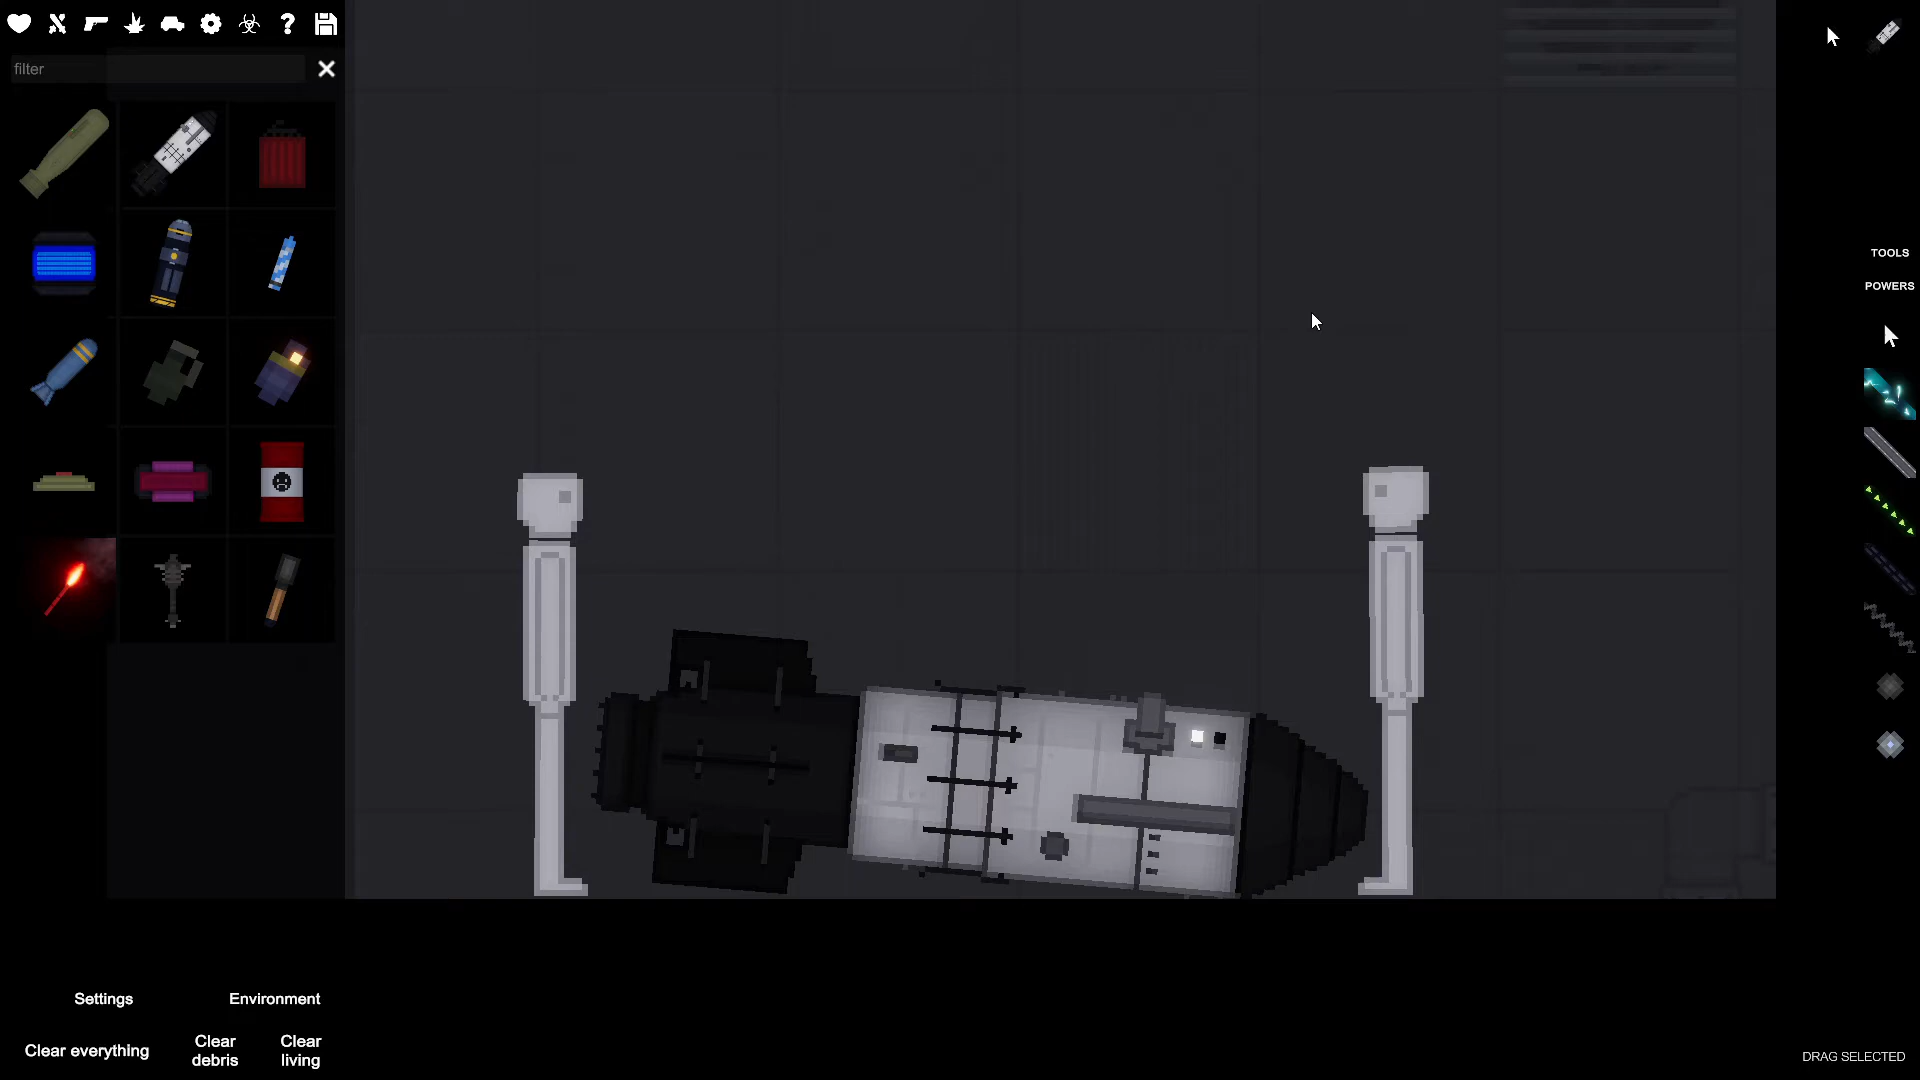 filter
TOOLS
POWERS
Settings
Environment
Clear everything
Clear
debris
Clear
living
DRAG SELECTED